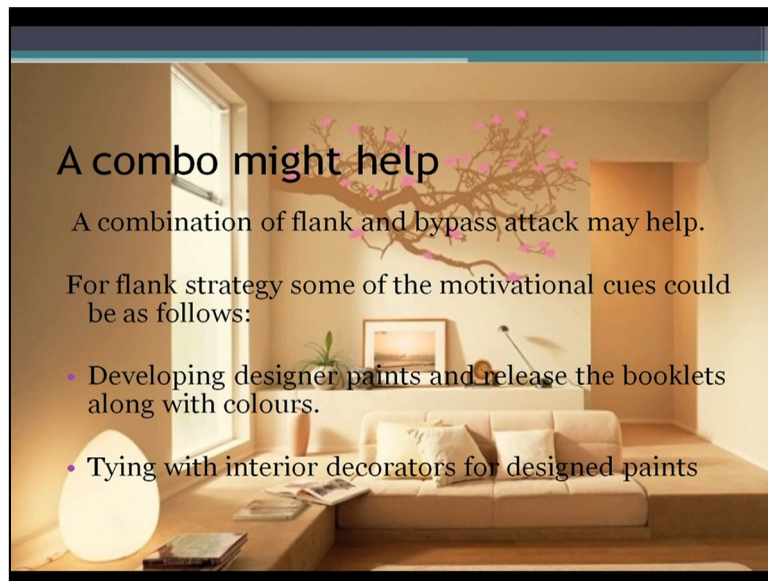 A combo might help
A combination of flank and bypass attack may help.
For flank strategy some of the motivational cues could
be as follows:
• Developing designer paints and release the booklets
along with colours.
• Tying with interior decorators for designed paints